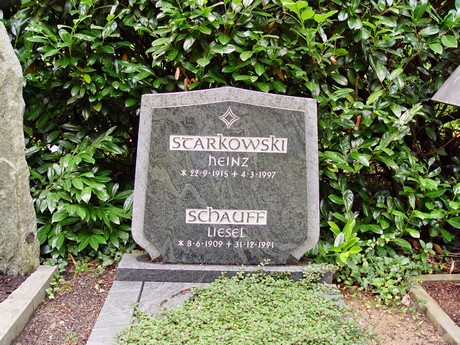 STARKOWSKI
HEINZ
* 22·9·1915 + 4·3·1997
SCHAUFF
LIESEL
* 8·6·1909 + 31·12·1991